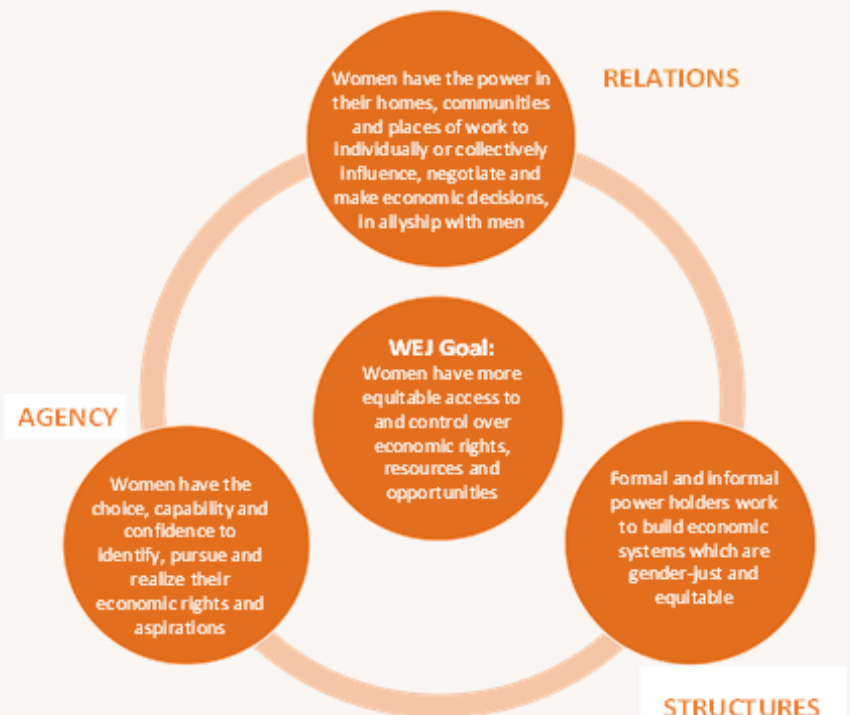 RELATIONS
Women have the power in
their homes, communities
and places of work to
individually or collectively
influence, negotiate and
make economic decisions,
in allyship with men
WEJ Goal:
Women have more
equitable access to
and control over
economic rights,
resources and
opportunities
AGENCY
Women have the
choice, capability and
confidence to
identify, pursue and
realize their
economic rights and
aspirations
Formal and informal
power holders work
to build economic
systems which are
gender-just and
equitable
STRUCTURES